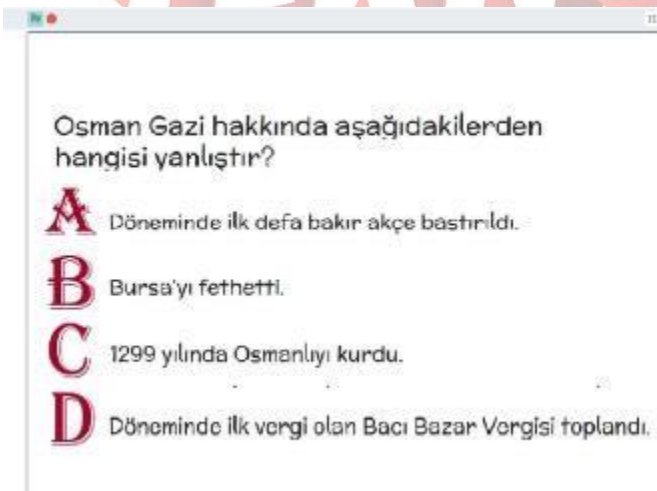 Osman Gazi hakkında aşağıdakilerden
hangisi yanlıştır?
A Döneminde ilk defa bakır akçe bastırıldı.
B Bursa'yı fethetti.
C 1299 yılında Osmanlıyı kurdu.
D Döneminde ilk vergi olan Bacı Bazar Vergisi toplandı.